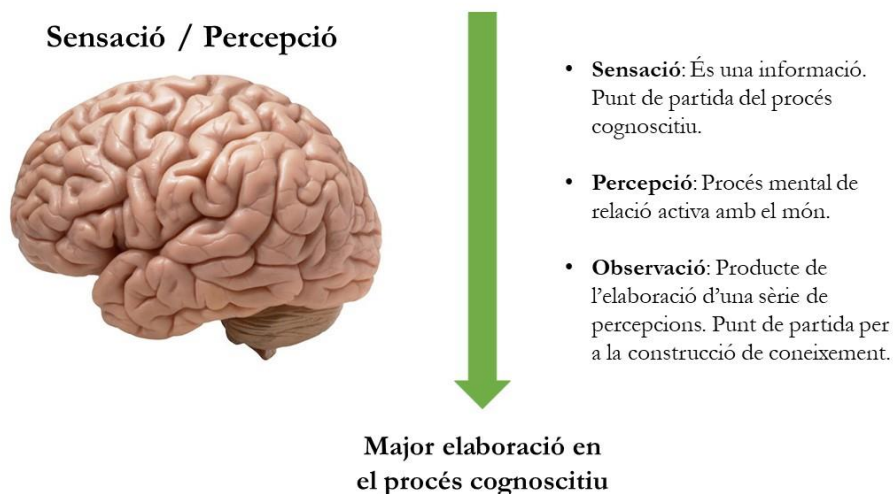 Sensació / Percepció
• Sensació: És una informació.
Punt de partida del procés
cognoscitiu.
• Percepció: Procés mental de
relació activa amb el món.
• Observació: Producte de
l’elaboració d’una sèrie de
percepcions. Punt de partida per
a la construcció de coneixement.
Major elaboració en
el procés cognoscitiu